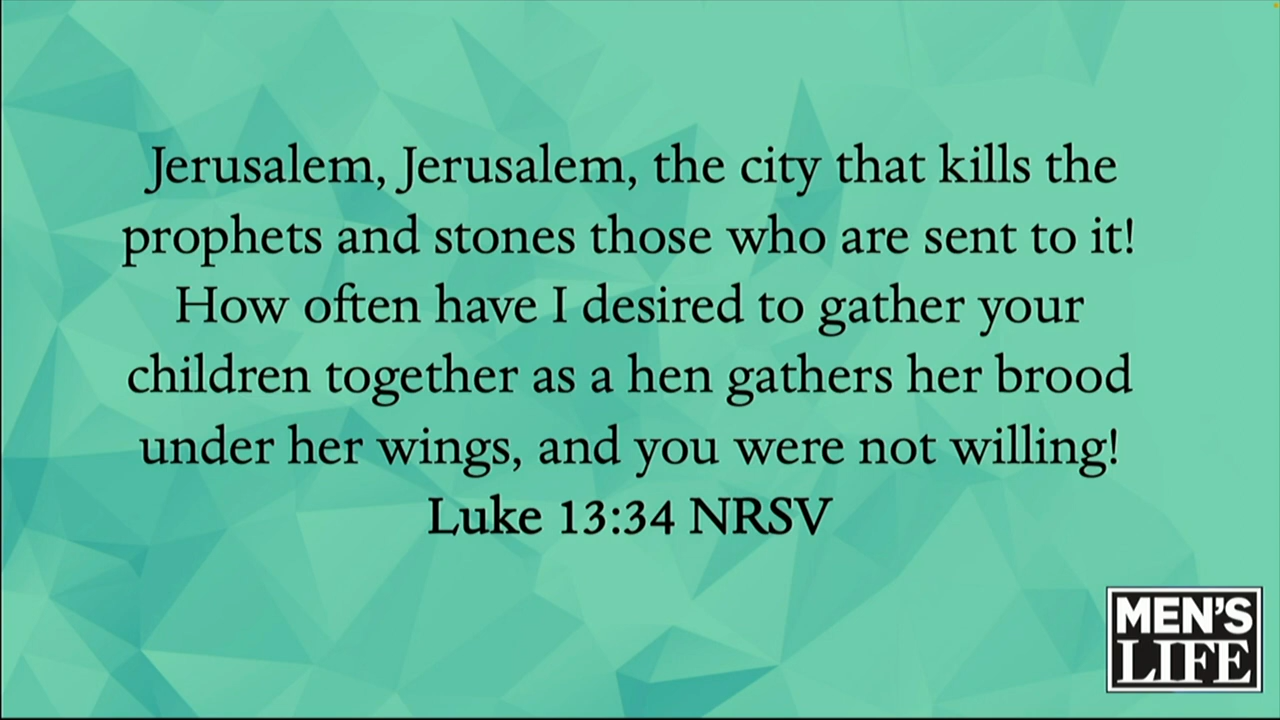 Jerusalem, Jerusalem, the city that kills the
prophets and stones those who are sent to it!
How often have I desired to gather your
children together as a hen gathers her brood
under her wings, and you were not willing!
Luke 13:34 NRSV
MEN'S
LIFE